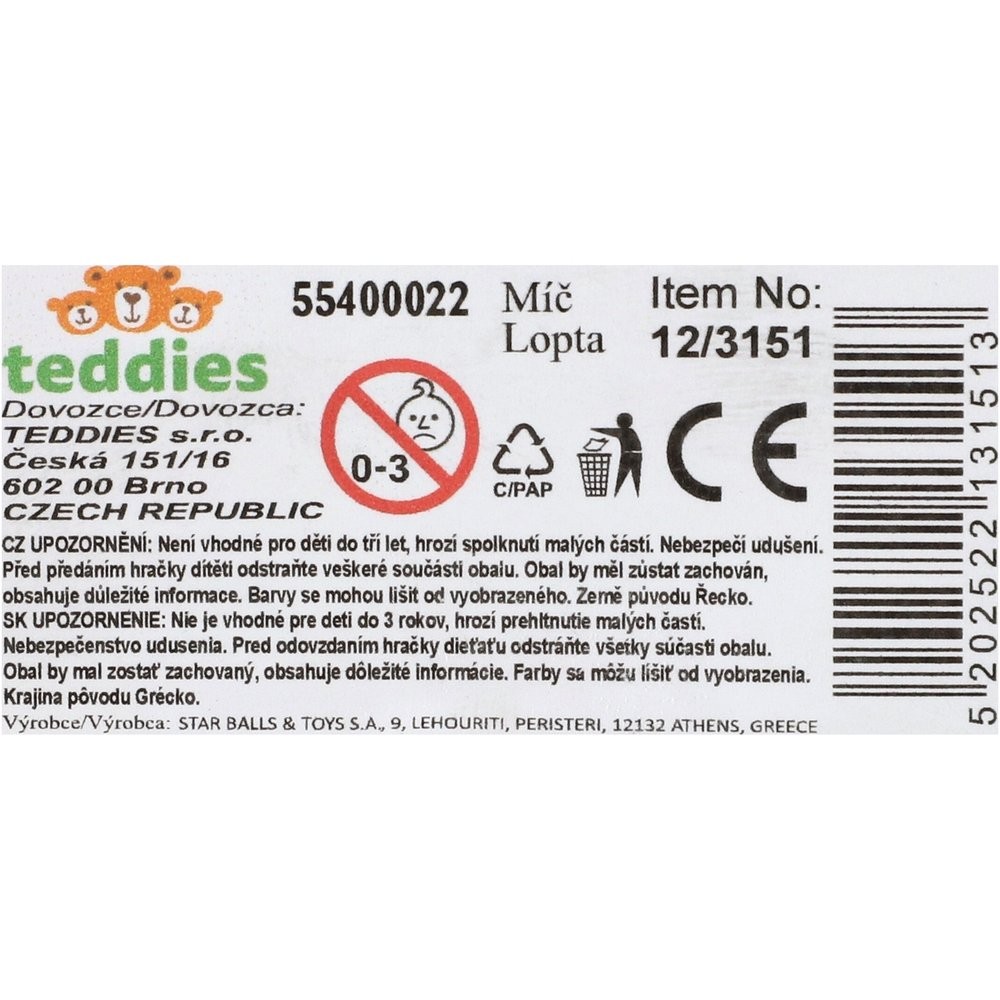 teddies
55400022
Míč
Lopta
Item No:
12/3151
Dovozce/Dovozca:
TEDDIES s.r.o.
Česká 151/16
602 00 Brno
CZECH REPUBLIC
0-3
C/PAP
CE
CZ UPOZORNĚNÍ: Není vhodné pro děti do tří let, hrozí spolknutí malých částí. Nebezpečí udušení.
Před předáním hračky dítěti odstraňte veškeré součásti obalu. Obal by měl zůstat zachován,
obsahuje důležité informace. Barvy se mohou lišit od vyobrazeného. Země původu Řecko.
SK UPOZORNENIE: Nie je vhodné pre deti do 3 rokov, hrozí prehltnutie malých častí.
Nebezpečenstvo udusenia. Pred odovzdaním hračky dieťaťu odstráňte všetky súčasti obalu.
Obal by mal zostať zachovaný, obsahuje dôležité informácie. Farby sa môžu líšiť od vyobrazenia.
Krajina pôvodu Grécko.
Výrobce/Výrobca: STAR BALLS & TOYS S.A., 9, LEHOURITI, PERISTERI, 12132 ATHENS, GREECE
5 202522 131513